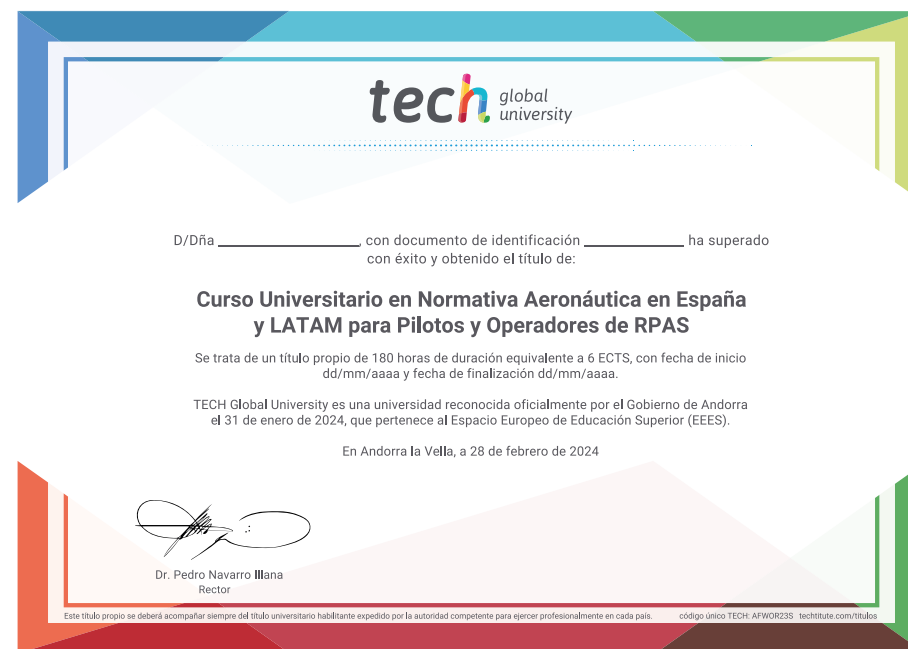 tech global university
D/Dña ______________, con documento de identificación __________ ha superado
con éxito y obtenido el título de:
Curso Universitario en Normativa Aeronáutica en España
y LATAM para Pilotos y Operadores de RPAS
Se trata de un título propio de 180 horas de duración equivalente a 6 ECTS, con fecha de inicio
dd/mm/aaaa y fecha de finalización dd/mm/aaaa.
TECH Global University es una universidad reconocida oficialmente por el Gobierno de Andorra
el 31 de enero de 2024, que pertenece al Espacio Europeo de Educación Superior (EEES).
En Andorra la Vella, a 28 de febrero de 2024
Dr. Pedro Navarro Illana
Rector
Este título propio se deberá acompañar siempre del título universitario habilitante expedido por la autoridad competente para ejercer profesionalmente en cada país. código único TECH: AFWOR23S techtitute.com/titulos